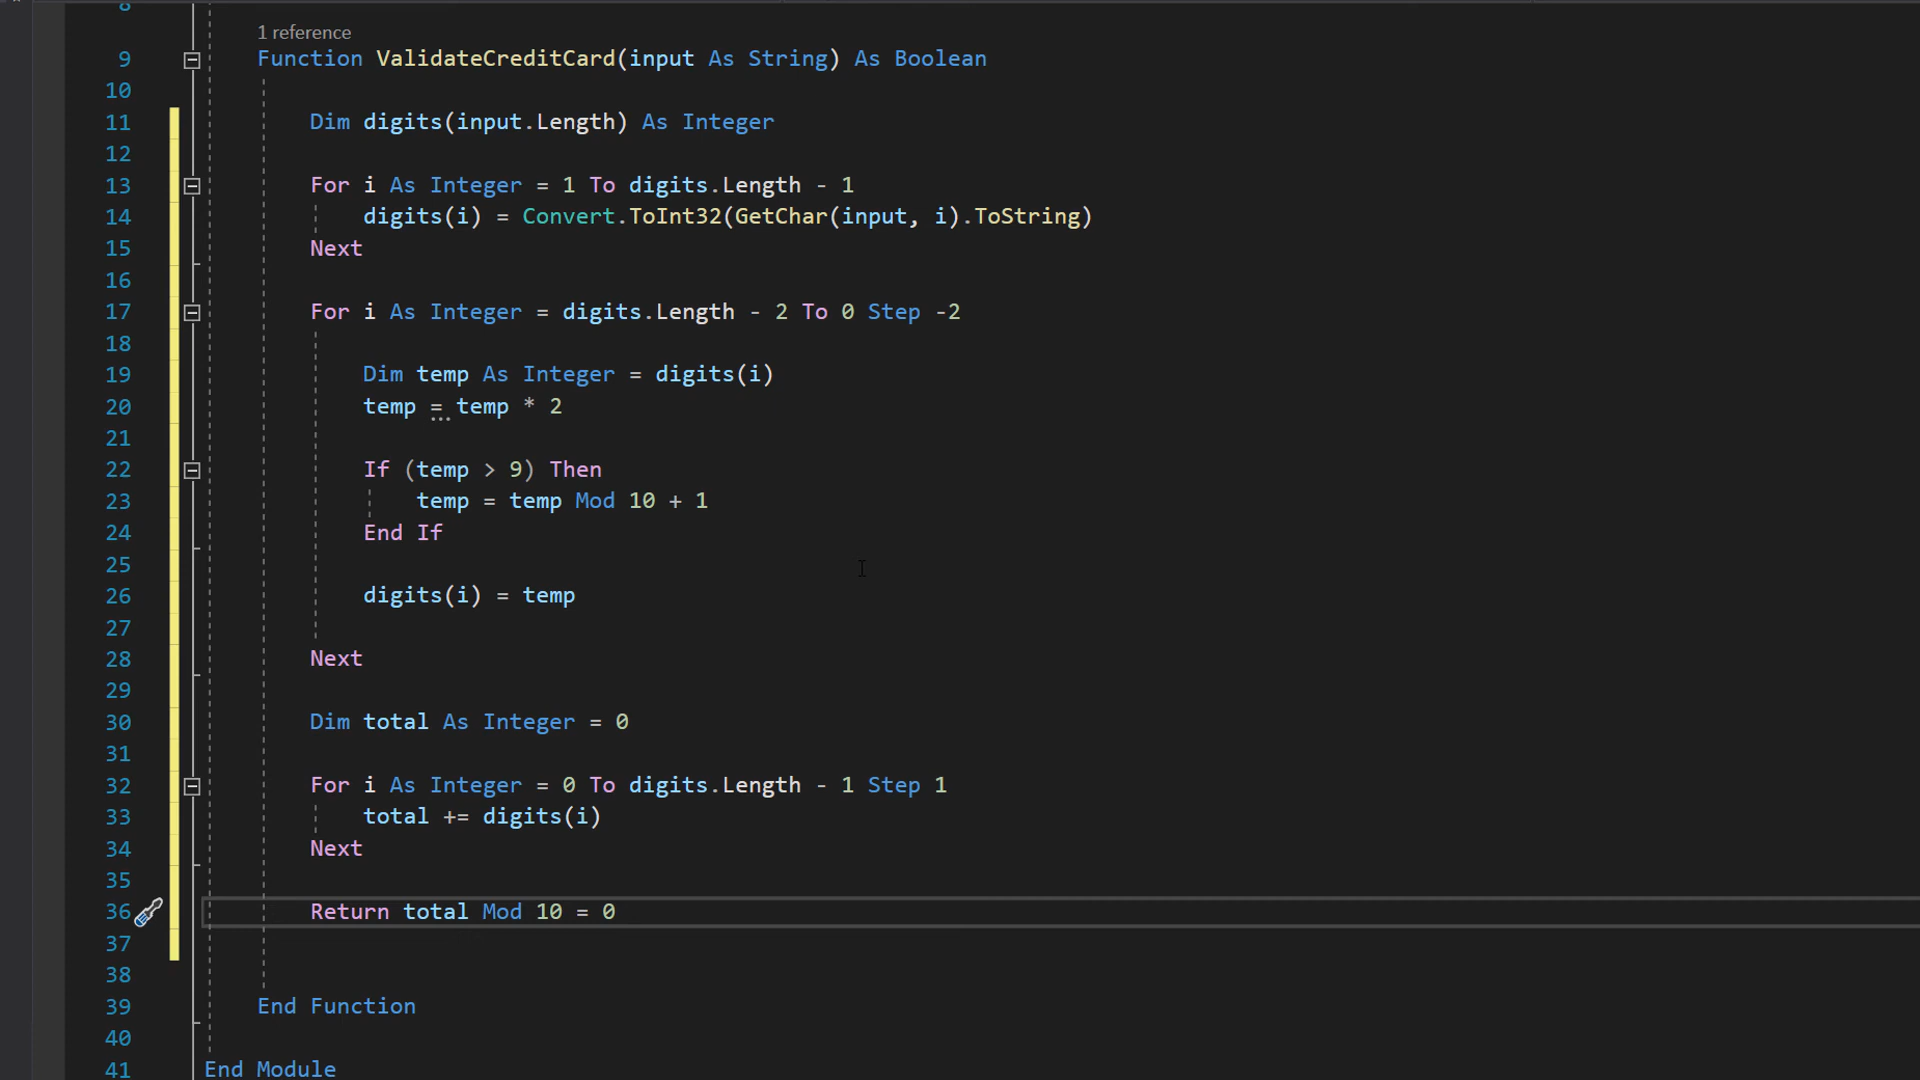 8
1 reference
9 Function ValidateCreditCard(input As String) As Boolean
10
11 Dim digits(input.Length) As Integer
12
13 For i As Integer = 1 To digits.Length - 1
14 digits(i) = Convert.ToInt32(GetChar(input, i).ToString)
15 Next
16
17 For i As Integer = digits.Length - 2 To 0 Step -2
18
19 Dim temp As Integer = digits(i)
20 temp = temp * 2
21
22 If (temp > 9) Then
23 temp = temp Mod 10 + 1
24 End If
25
26 digits(i) = temp
27
28 Next
29
30 Dim total As Integer = 0
31
32 For i As Integer = 0 To digits.Length - 1 Step 1
33 total += digits(i)
34 Next
35
36 Return total Mod 10 = 0
37
38
39 End Function
40
41 End Module